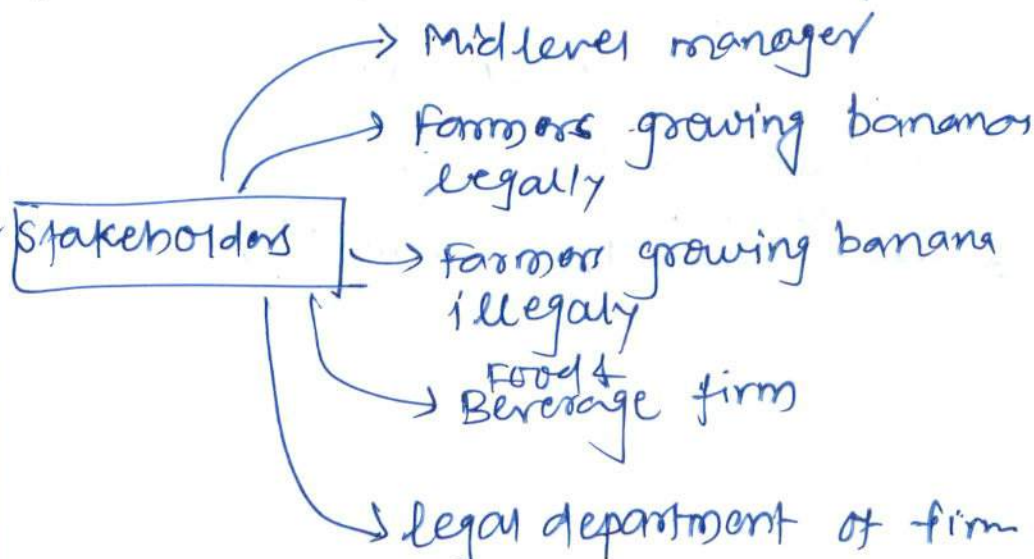 Midlevel manager
Farmers growing bananas
legally
Stakeholders
Farmers growing banana
illegaly
Food &
Beverage firm
legal department of firm